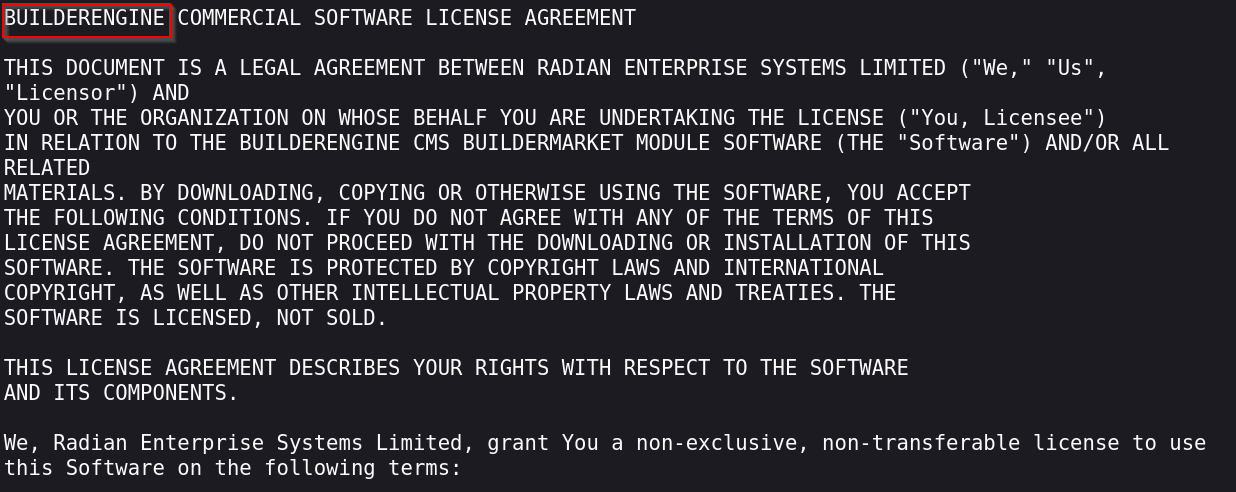 BUILDERENGINE COMMERCIAL SOFTWARE LICENSE AGREEMENT
THIS DOCUMENT IS A LEGAL AGREEMENT BETWEEN RADIAN ENTERPRISE SYSTEMS LIMITED ("We," "Us",
"Licensor") AND
YOU OR THE ORGANIZATION ON WHOSE BEHALF YOU ARE UNDERTAKING THE LICENSE ("You, Licensee")
IN RELATION TO THE BUILDERENGINE CMS BUILDERMARKET MODULE SOFTWARE (THE "Software") AND/OR ALL
RELATED
MATERIALS. BY DOWNLOADING, COPYING OR OTHERWISE USING THE SOFTWARE, YOU ACCEPT
THE FOLLOWING CONDITIONS. IF YOU DO NOT AGREE WITH ANY OF THE TERMS OF THIS
LICENSE AGREEMENT, DO NOT PROCEED WITH THE DOWNLOADING OR INSTALLATION OF THIS
SOFTWARE. THE SOFTWARE IS PROTECTED BY COPYRIGHT LAWS AND INTERNATIONAL
COPYRIGHT, AS WELL AS OTHER INTELLECTUAL PROPERTY LAWS AND TREATIES. THE
SOFTWARE IS LICENSED, NOT SOLD.
THIS LICENSE AGREEMENT DESCRIBES YOUR RIGHTS WITH RESPECT TO THE SOFTWARE
AND ITS COMPONENTS.
We, Radian Enterprise Systems Limited, grant You a non-exclusive, non-transferable license to use
this Software on the following terms: